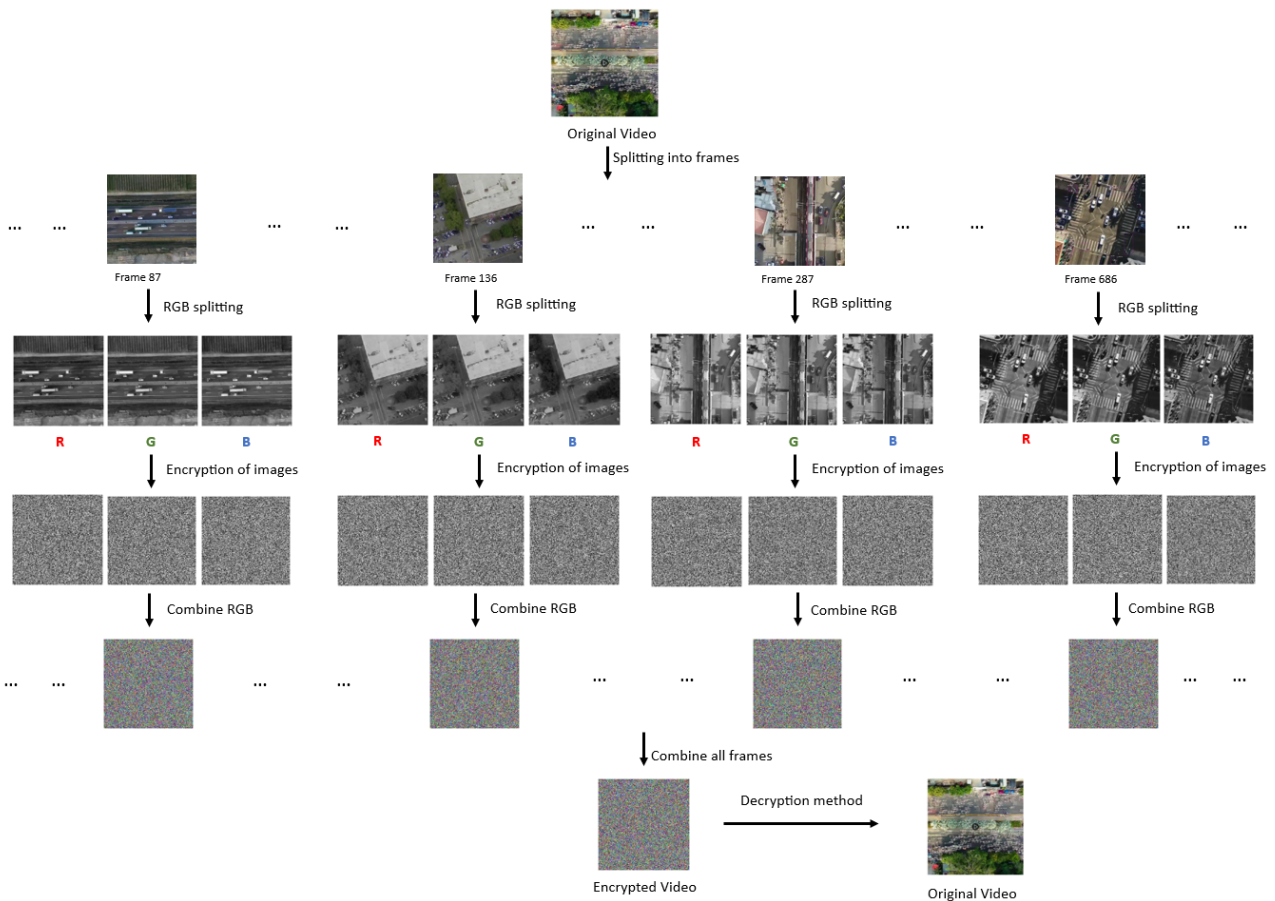 Original Video
Splitting into frames
... ... ... ... ... ... ... ... ... ...
Frame 87
Frame 136
Frame 287
Frame 686
RGB splitting
RGB splitting
RGB splitting
RGB splitting
R G B
R G B
R G B
R G B
Encryption of images
Encryption of images
Encryption of images
Encryption of images
Combine RGB
Combine RGB
Combine RGB
Combine RGB
... ... ... ... ... ... ... ... ... ...
Combine all frames
Decryption method
Encrypted Video
Original Video